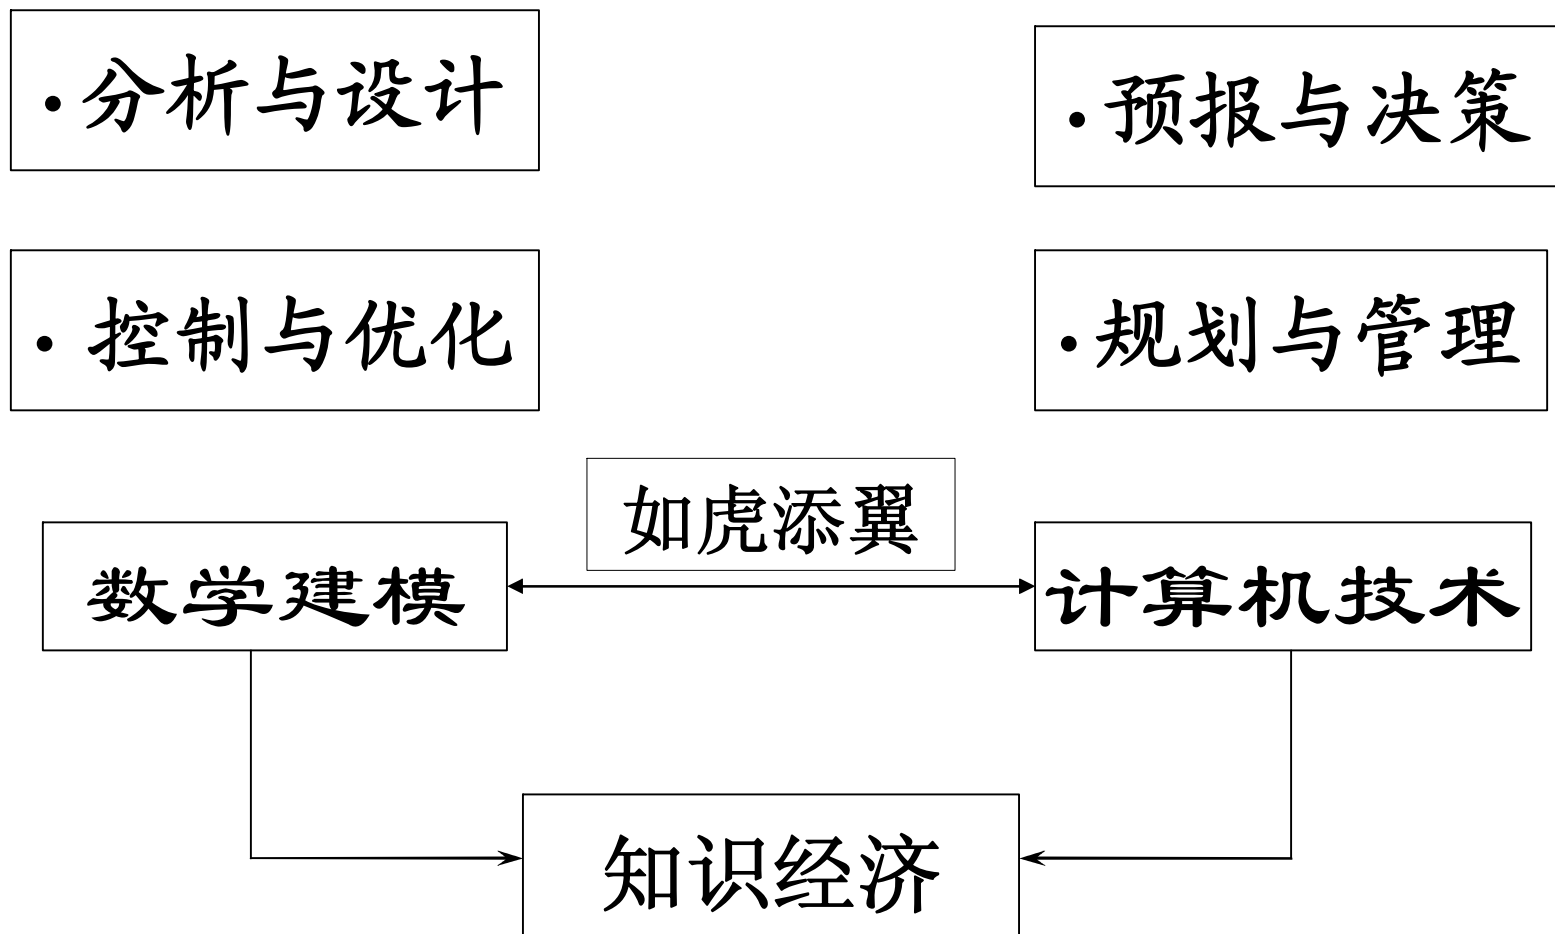 ·分析与设计
·预报与决策
·控制与优化
·规划与管理
如虎添翼
数学建模
计算机技术
知识经济